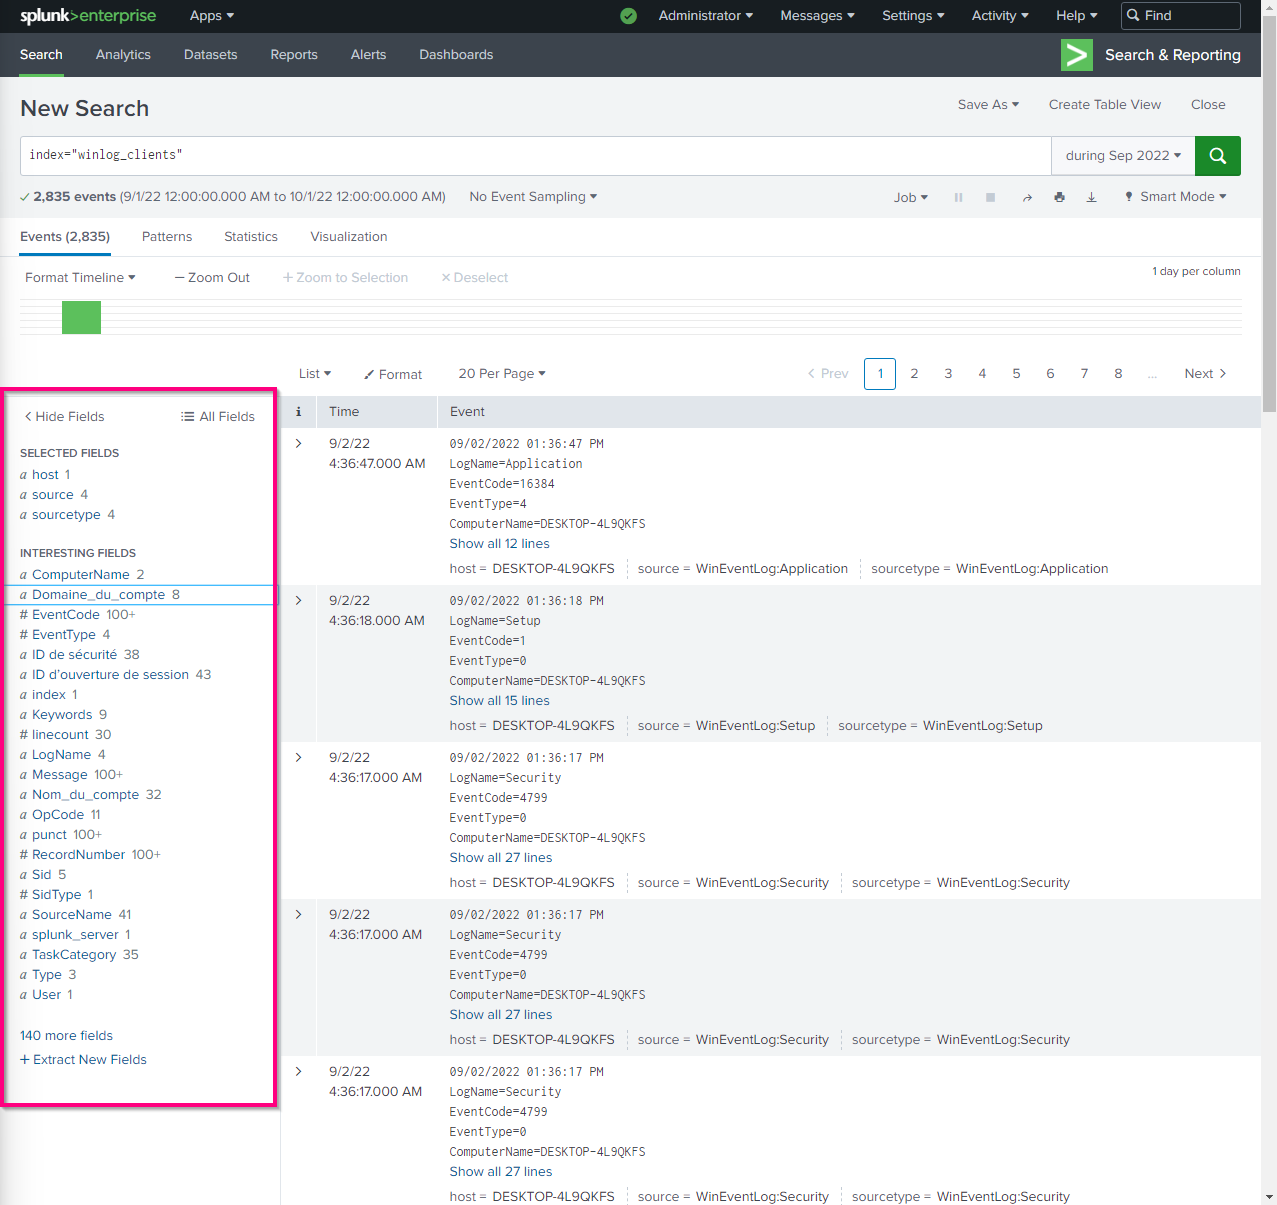 splunk>enterprise Apps Administrator Messages Settings Activity Help Find
Search Analytics Datasets Reports Alerts Dashboards Search & Reporting
New Search Save As Create Table View Close
index="winlog_clients" during Sep 2022
2,835 events (9/1/22 12:00:00.000 AM to 10/1/22 12:00:00.000 AM) No Event Sampling Job Smart Mode
Events (2,835) Patterns Statistics Visualization
Format Timeline — Zoom Out + Zoom to Selection × Deselect 1 day per column
List Format 20 Per Page < Prev 1 2 3 4 5 6 7 8 ... Next >
< Hide Fields All Fields
SELECTED FIELDS
a host 1
a source 4
a sourcetype 4
INTERESTING FIELDS
a ComputerName 2
a Domaine_du_compte 8
# EventCode 100+
# EventType 4
a ID de sécurité 38
a ID d'ouverture de session 43
a index 1
a Keywords 9
# linecount 30
a LogName 4
a Message 100+
a Nom_du_compte 32
a OpCode 11
a punct 100+
# RecordNumber 100+
a Sid 5
# SidType 1
a SourceName 41
a splunk_server 1
a TaskCategory 35
a Type 3
a User 1
140 more fields
+ Extract New Fields
i Time Event
> 9/2/22 09/02/2022 01:36:47 PM
4:36:47.000 AM LogName=Application
EventCode=16384
EventType=4
ComputerName=DESKTOP-4L9QKFS
Show all 12 lines
host = DESKTOP-4L9QKFS source = WinEventLog:Application sourcetype = WinEventLog:Application
> 9/2/22 09/02/2022 01:36:18 PM
4:36:18.000 AM LogName=Setup
EventCode=1
EventType=0
ComputerName=DESKTOP-4L9QKFS
Show all 15 lines
host = DESKTOP-4L9QKFS source = WinEventLog:Setup sourcetype = WinEventLog:Setup
> 9/2/22 09/02/2022 01:36:17 PM
4:36:17.000 AM LogName=Security
EventCode=4799
EventType=0
ComputerName=DESKTOP-4L9QKFS
Show all 27 lines
host = DESKTOP-4L9QKFS source = WinEventLog:Security sourcetype = WinEventLog:Security
> 9/2/22 09/02/2022 01:36:17 PM
4:36:17.000 AM LogName=Security
EventCode=4799
EventType=0
ComputerName=DESKTOP-4L9QKFS
Show all 27 lines
host = DESKTOP-4L9QKFS source = WinEventLog:Security sourcetype = WinEventLog:Security
> 9/2/22 09/02/2022 01:36:17 PM
4:36:17.000 AM LogName=Security
EventCode=4799
EventType=0
ComputerName=DESKTOP-4L9QKFS
Show all 27 lines
host = DESKTOP-4L9QKFS source = WinEventLog:Security sourcetype = WinEventLog:Security